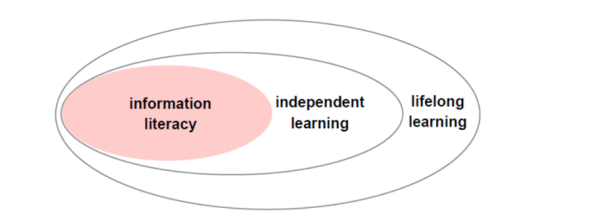 information
literacy
independent
learning
lifelong
learning